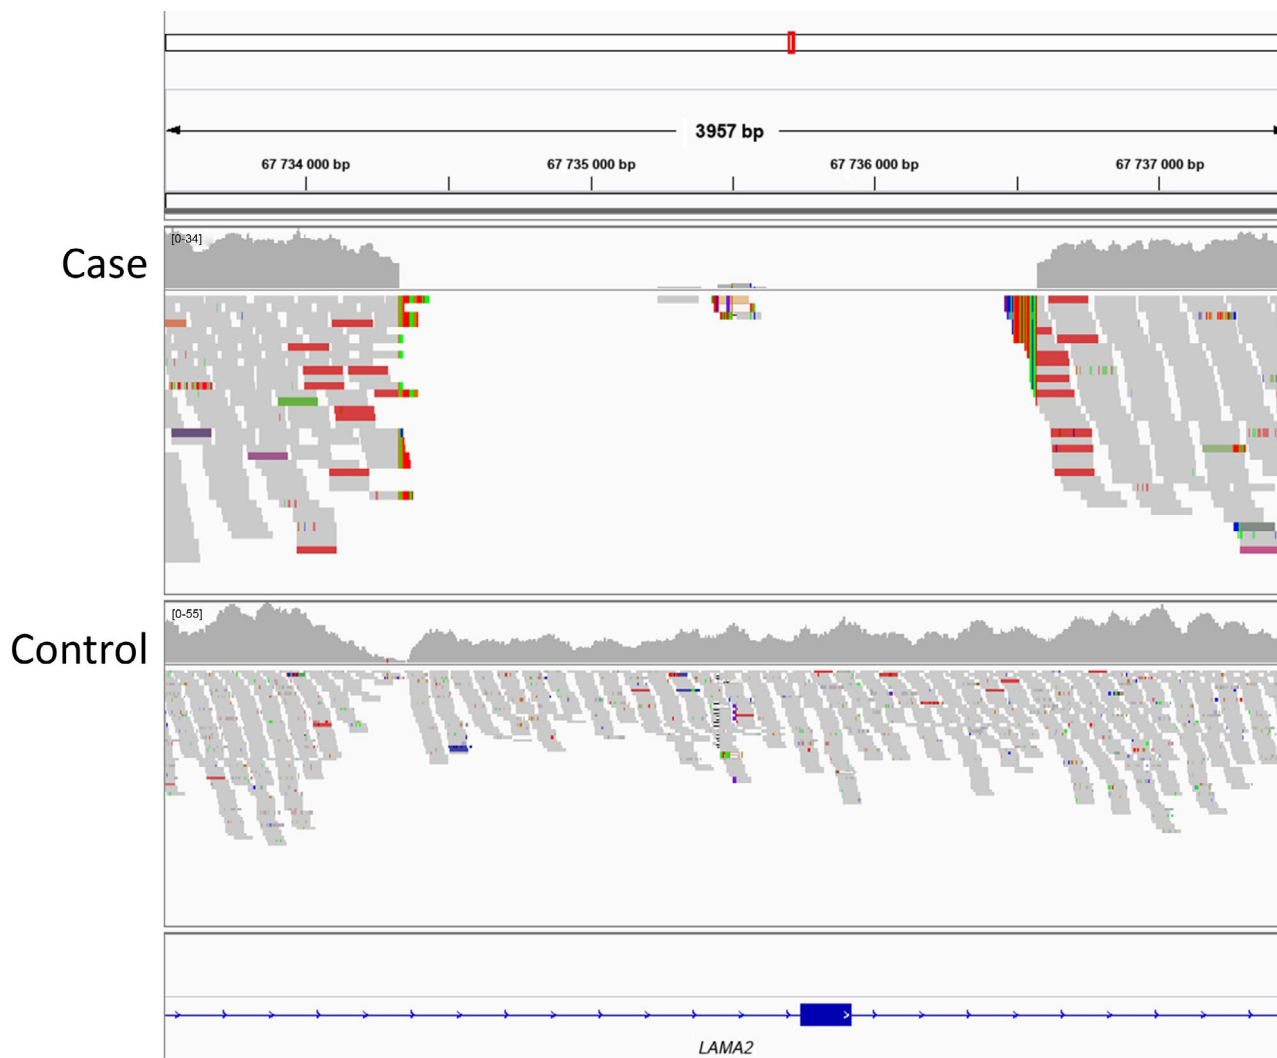 3957 bp
67 734 000 bp 67 735 000 bp 67 736 000 bp 67 737 000 bp
Case
[0-34]
Control
[0-55]
LAMA2